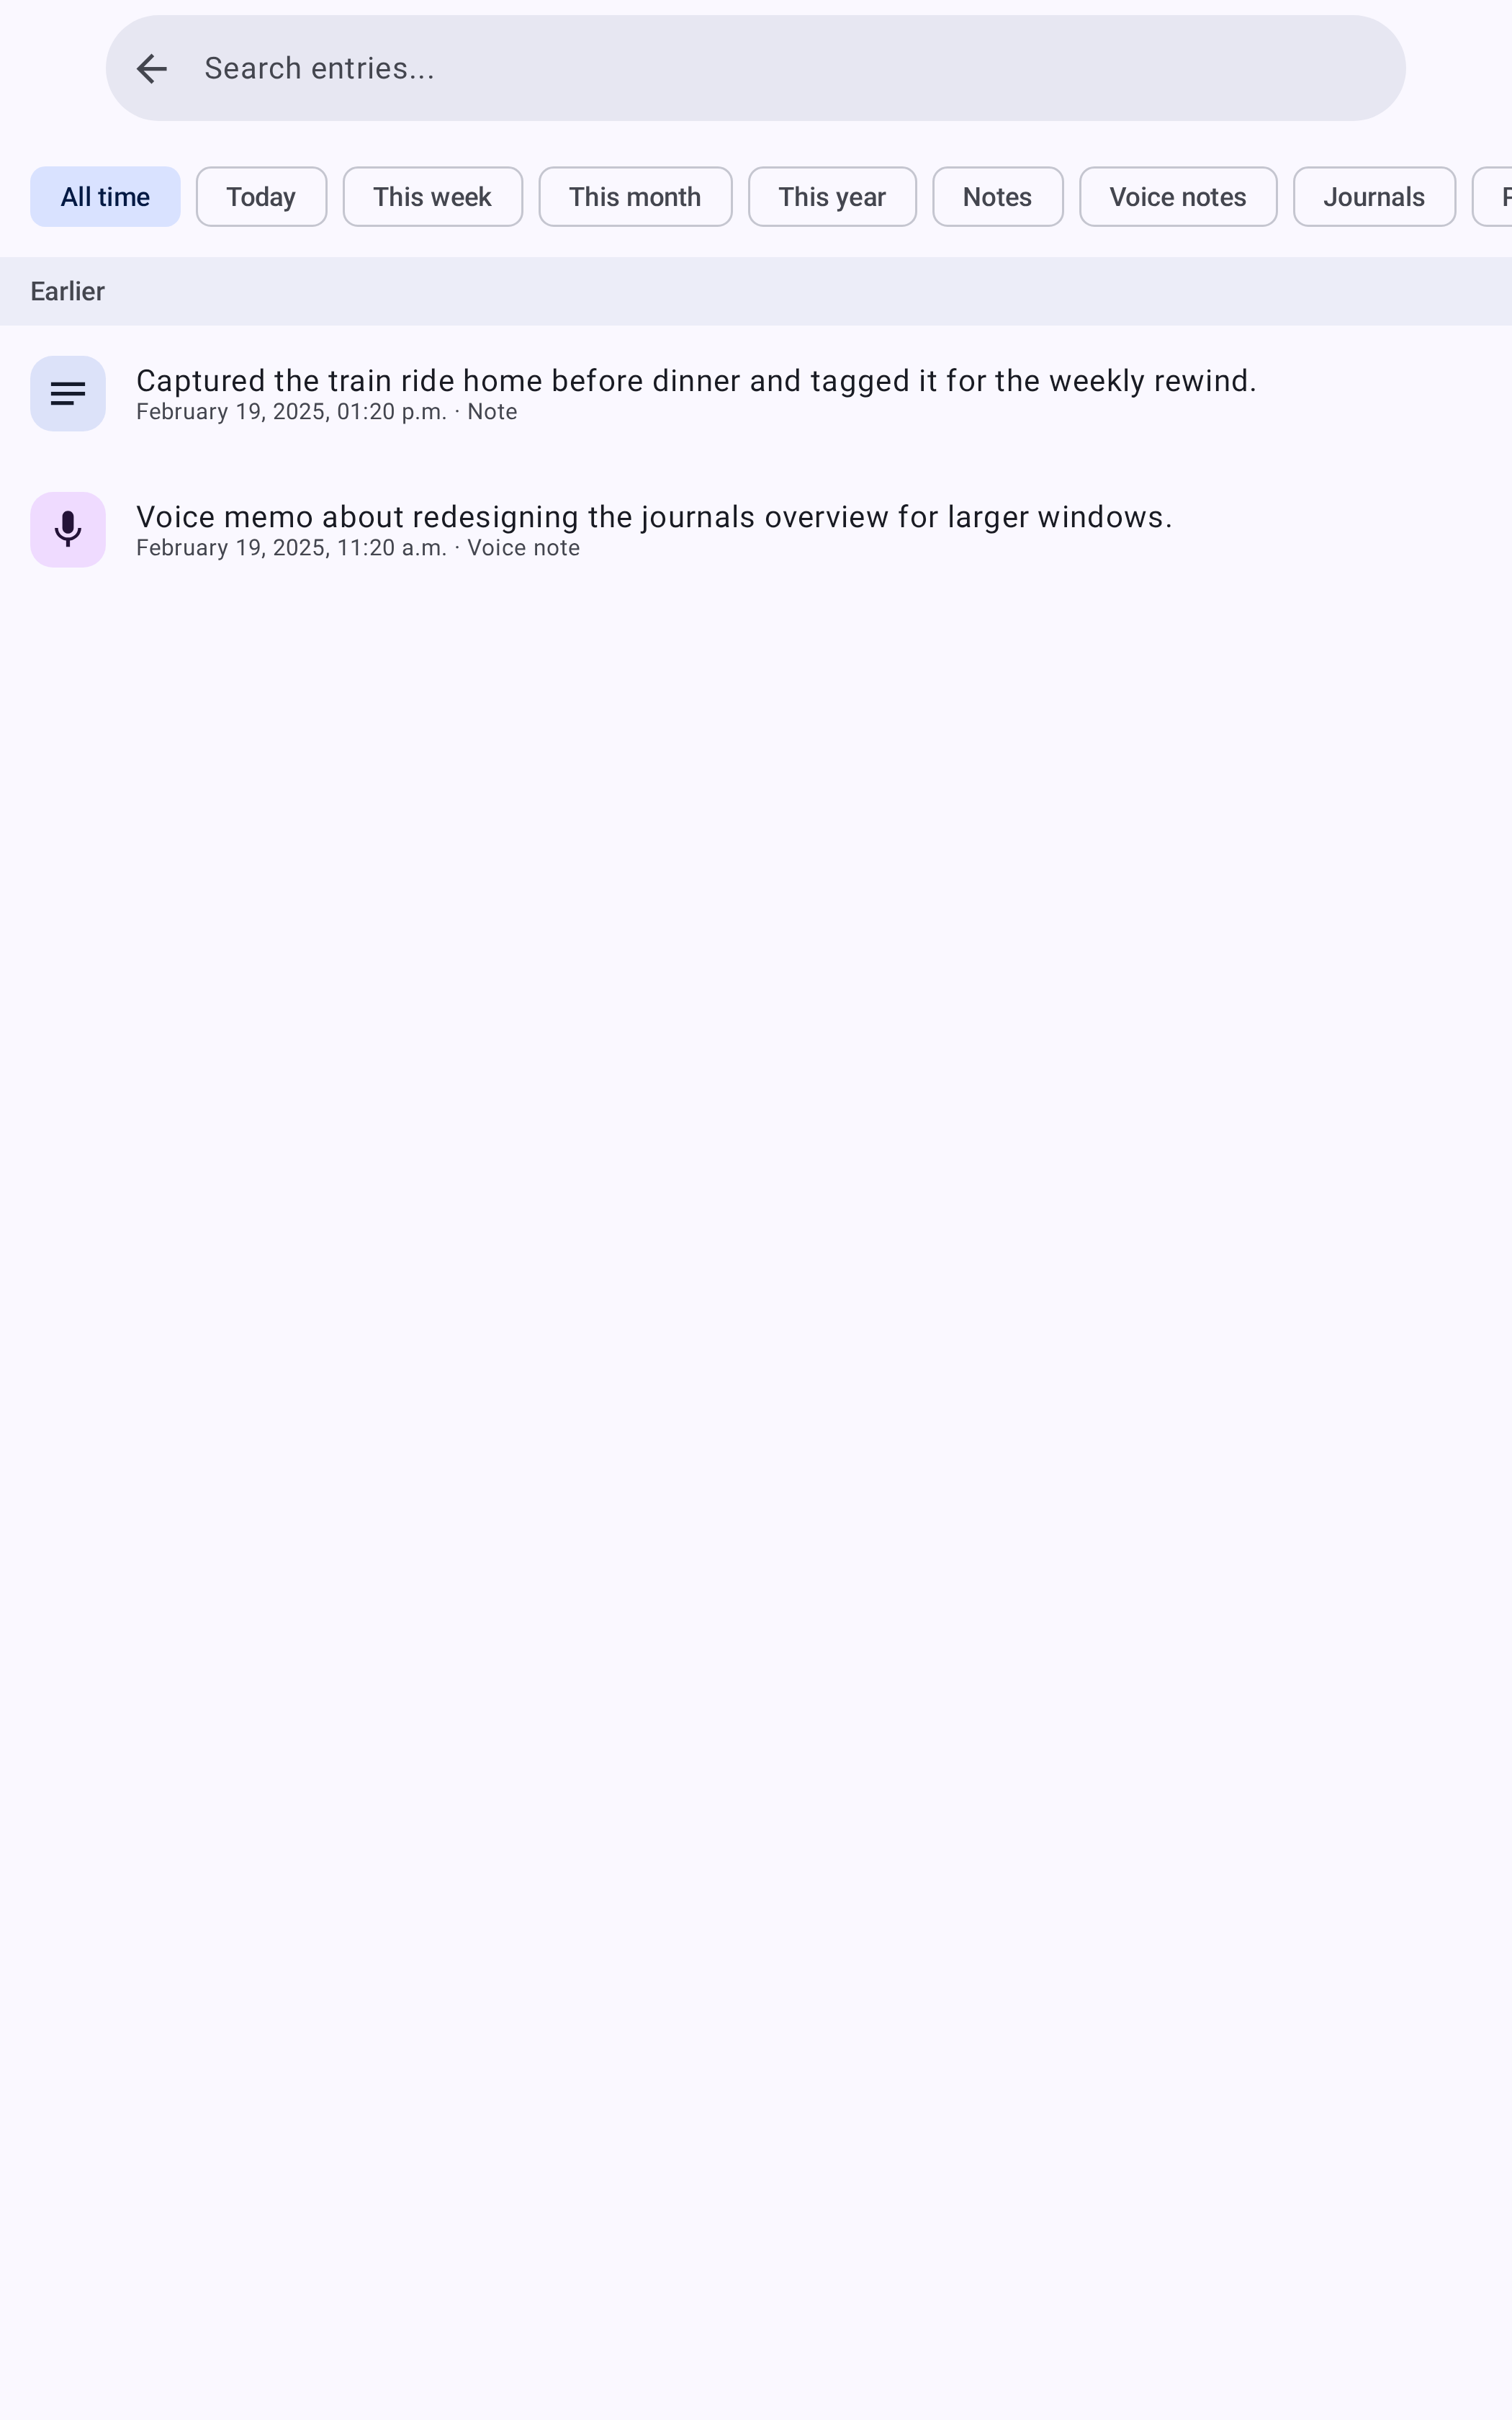 Search entries...
All time
Today
This week
This month
This year
Notes
Voice notes
Journals
Earlier
Captured the train ride home before dinner and tagged it for the weekly rewind.
February 19, 2025, 01:20 p.m. · Note
Voice memo about redesigning the journals overview for larger windows.
February 19, 2025, 11:20 a.m. · Voice note